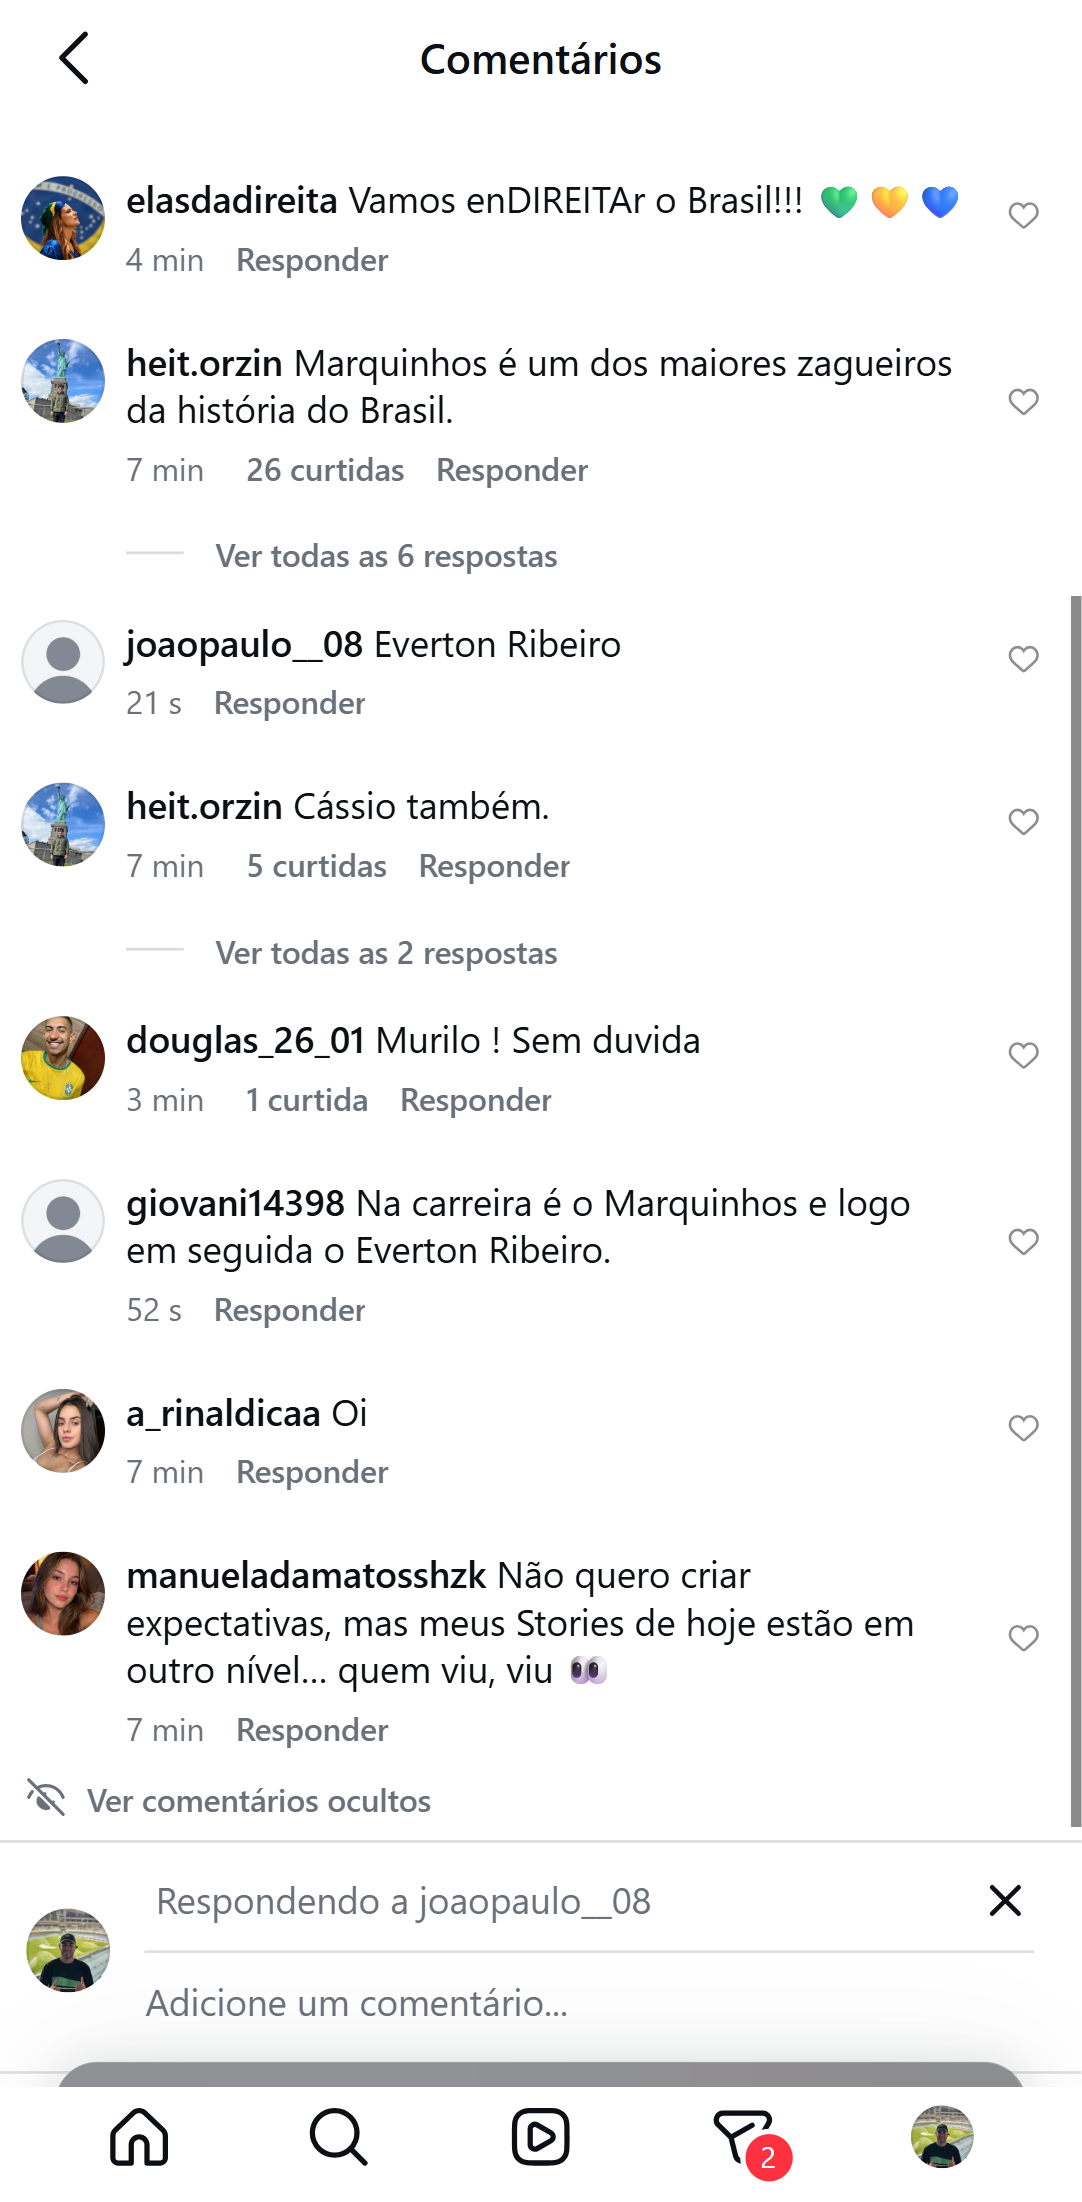 Comentários
elasdadireita Vamos enDIREITAr o Brasil!!! 💚 💛 💙
4 min Responder
heit.orzin Marquinhos é um dos maiores zagueiros
da história do Brasil.
7 min 26 curtidas Responder
Ver todas as 6 respostas
joaopaulo__08 Everton Ribeiro
21 s Responder
heit.orzin Cássio também.
7 min 5 curtidas Responder
Ver todas as 2 respostas
douglas_26_01 Murilo ! Sem duvida
3 min 1 curtida Responder
giovani14398 Na carreira é o Marquinhos e logo
em seguida o Everton Ribeiro.
52 s Responder
a_rinaldicaa Oi
7 min Responder
manueladamatosshzk Não quero criar
expectativas, mas meus Stories de hoje estão em
outro nível... quem viu, viu 👀
7 min Responder
Ver comentários ocultos
Respondendo a joaopaulo__08
Adicione um comentário...
2